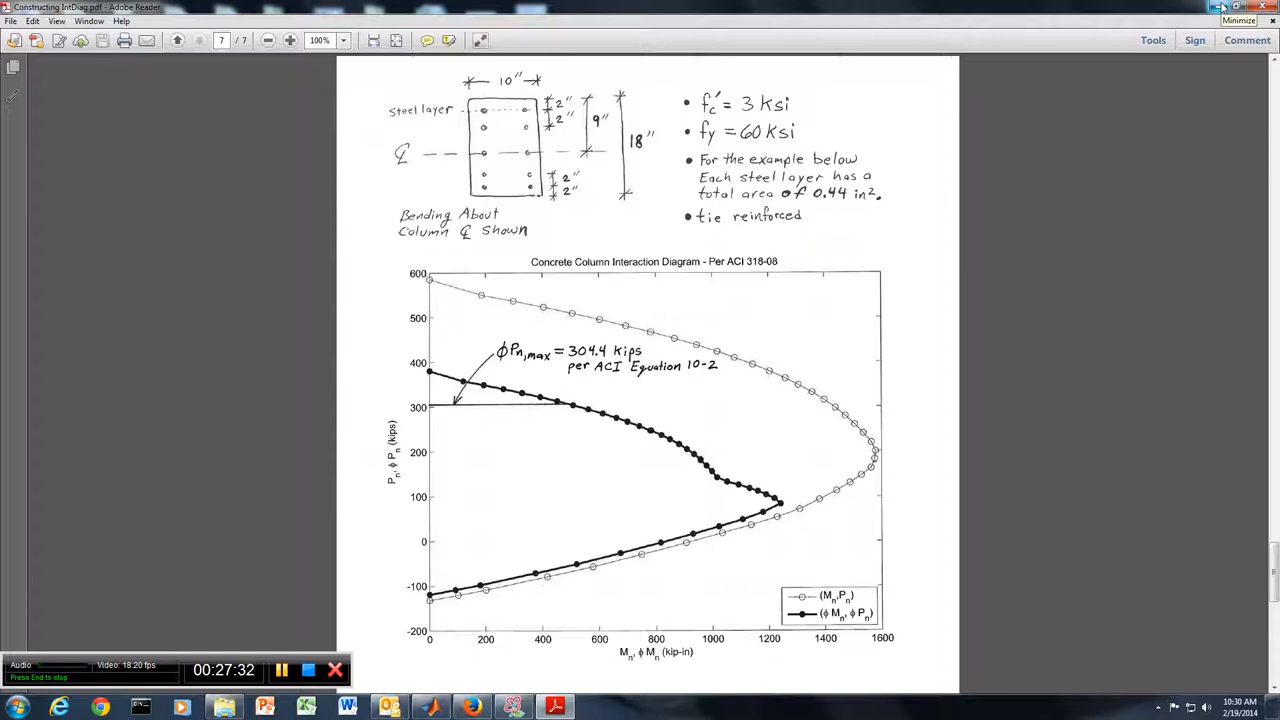 Constructing IntDiag.pdf - Adobe Reader
File Edit View Window Help
Minimize
7 / 7 100%
Tools Sign Comment
10"
steel layer
2"
2"
9"
18"
℄
2"
2"
Bending About
Column ℄ Shown
• f'c = 3 ksi
• fy = 60 ksi
• For the example below
Each steel layer has a
total area of 0.44 in².
• tie reinforced
Concrete Column Interaction Diagram - Per ACI 318-08
600
500
400
300
200
100
0
-100
-200
Pn, ϕ Pn (kips)
ϕPn,max = 304.4 kips
per ACI Equation 10-2
(Mn,Pn)
(ϕ Mn, ϕ Pn)
0 200 400 600 800 1000 1200 1400 1600
Mn, ϕ Mn (kip-in)
Audio Video: 18.20 fps
Press End to stop
00:27:32
10:30 AM
2/19/2014